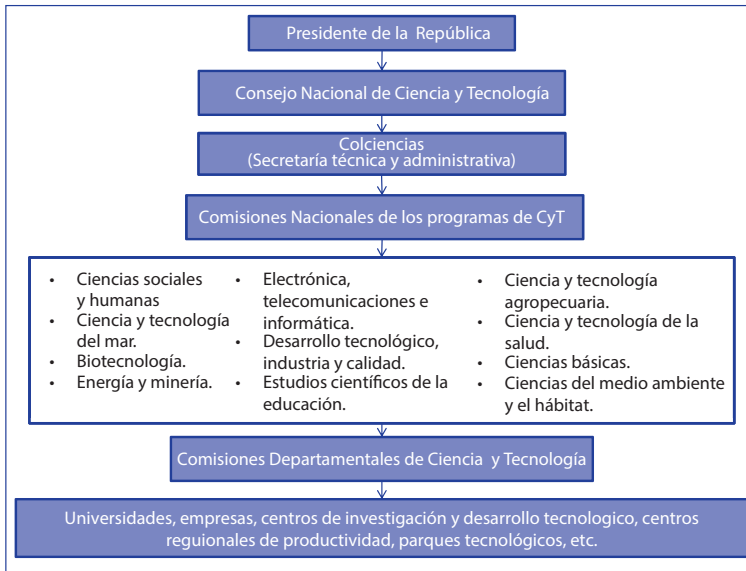 Presidente de la República
Consejo Nacional de Ciencia y Tecnología
Colciencias
(Secretaría técnica y administrativa)
Comisiones Nacionales de los programas de CyT
• Ciencias sociales
y humanas
• Ciencia y tecnología
del mar.
• Biotecnología.
• Energía y minería.
• Electrónica,
telecomunicaciones e
informática.
• Desarrollo tecnológico,
industria y calidad.
• Estudios científicos de la
educación.
• Ciencia y tecnología
agropecuaria.
• Ciencia y tecnología de la
salud.
• Ciencias básicas.
• Ciencias del medio ambiente
y el hábitat.
Comisiones Departamentales de Ciencia y Tecnología
Universidades, empresas, centros de investigación y desarrollo tecnologico, centros
reguionales de productividad, parques tecnológicos, etc.